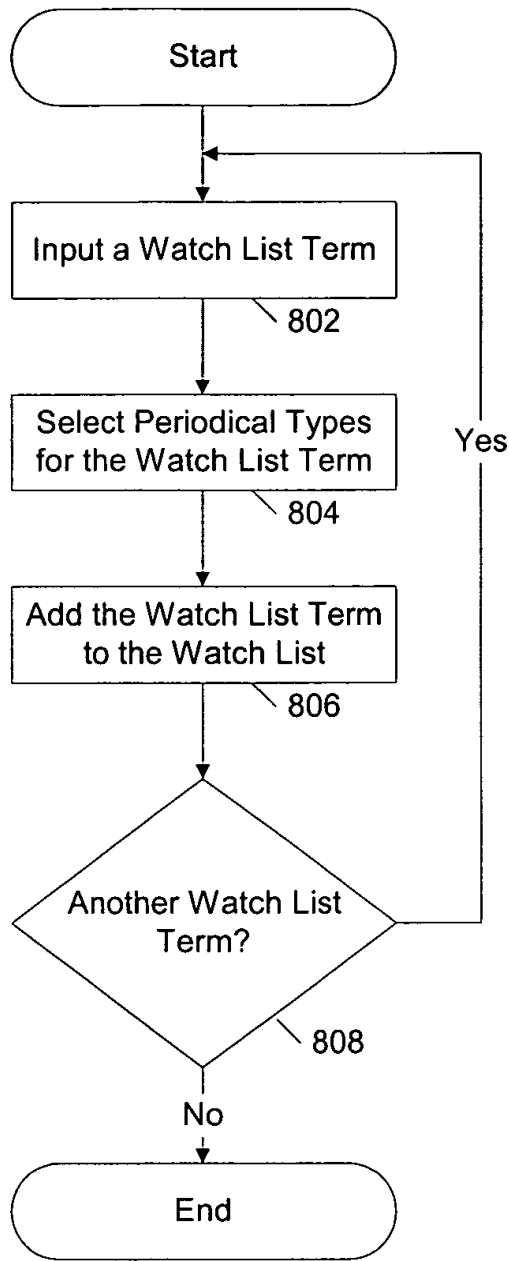 Start
Input a Watch List Term
802
Select Periodical Types
for the Watch List Term
804
Yes
Add the Watch List Term
to the Watch List
806
Another Watch List
Term?
808
No
End